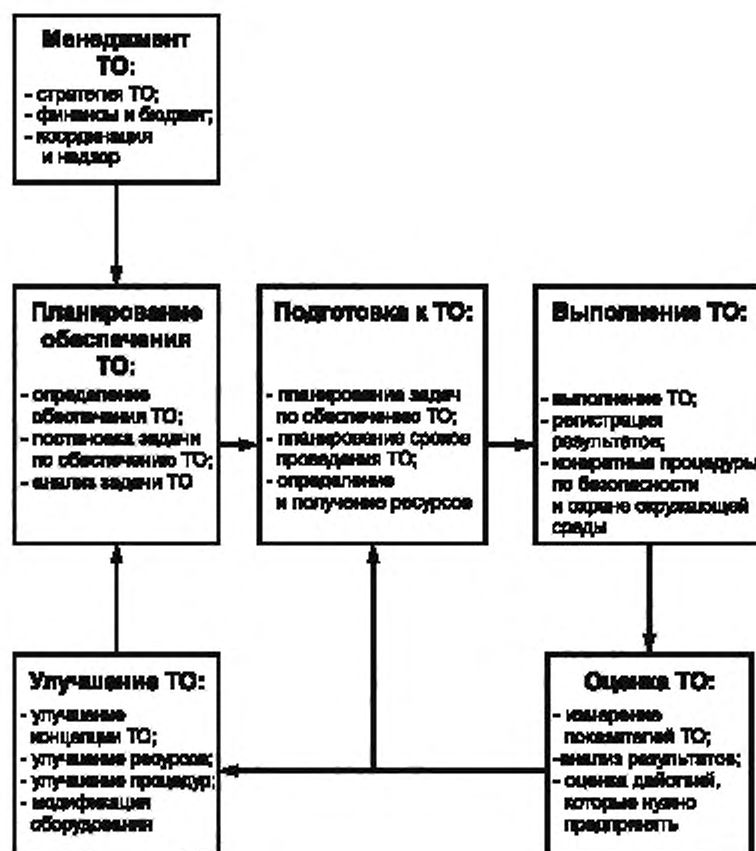 Менеджмент
ТО:
- стратегия ТО;
- финансы и бюджет;
- координация
и надзор
Планирование
обеспечения
ТО:
- определение
обеспечения ТО;
- постановка задачи
по обеспечению ТО;
- анализ задачи ТО
Подготовка к ТО:
- планирование задач
по обеспечению ТО;
- планирование сроков
проведения ТО;
- определение
и получение ресурсов
Выполнение ТО:
- выполнение ТО;
- регистрация
результатов;
- конкретные процедуры
по безопасности
и охране окружающей
среды
Улучшение ТО:
- улучшение
концепции ТО;
- улучшение ресурсов;
- улучшение процедур;
- модификация
оборудования
Оценка ТО:
- измерение
показателей ТО;
-анализ результатов;
- оценка действий,
которые нужно
предпринять